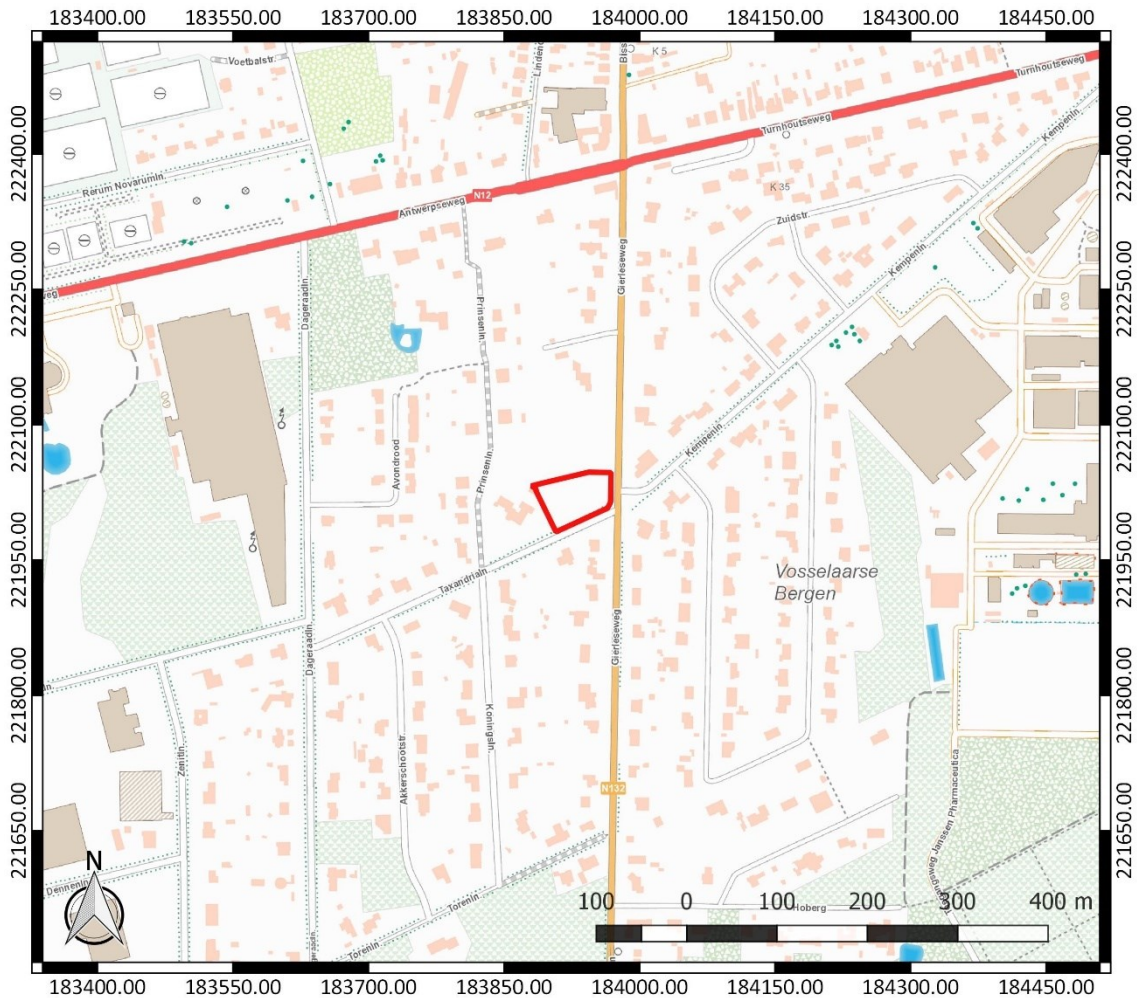 183400.00 183550.00 183700.00 183850.00 184000.00 184150.00 184300.00 184450.00
222400.00
222250.00
222100.00
221950.00
221800.00
221650.00
222400.00
222250.00
222100.00
221950.00
221800.00
221650.00
Voetbalstr.
K 5
Turnhoutseweg
Turnhoutseweg
Kempenln
Rerum Novarumln
K 35
N12
Antwerpseweg
Zuidstr.
Gierleseweg
Kempenln
Dageraadln
Prinsenln.
Kempenln
Avondrood
Prinsenln.
Vosselaarse
Bergen
Taxandrialn
Dageraadln
Gierleseweg
Koningsln
Zenitln
Akkerschootstr
N132
Janssen Pharmaceutica
Dennenln
N
Torenln
Torenln
Hoberg
100 0 100 200 300 400 m
183400.00 183550.00 183700.00 183850.00 184000.00 184150.00 184300.00 184450.00